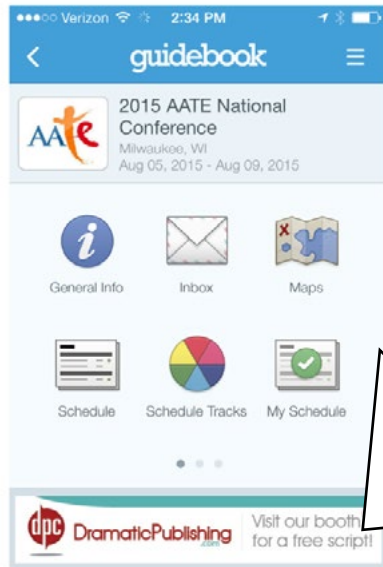 Verizon 2:34 PM
guidebook
AATE
2015 AATE National
Conference
Milwaukee, WI
Aug 05, 2015 - Aug 09, 2015
i
General Info Inbox Maps
X
Schedule Schedule Tracks My Schedule
dpc DramaticPublishing.com Visit our booth
for a free script!